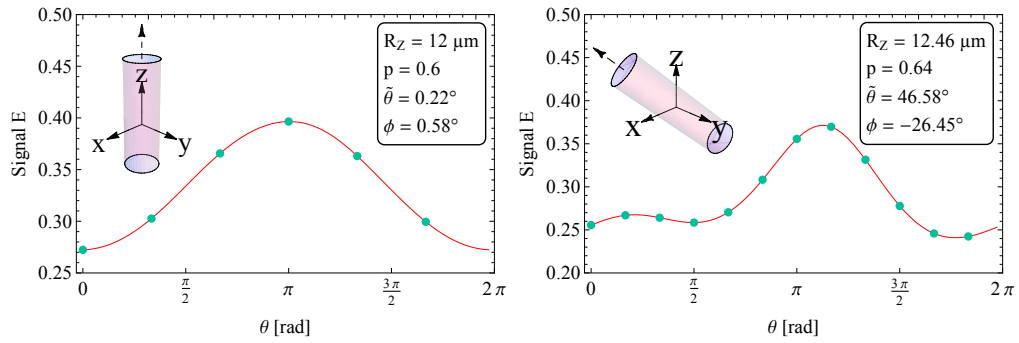 Signal E
0.50
0.45
0.40
0.35
0.30
0.25
0
π/2
π
3π/2
2π
θ [rad]
z
x
y
R_Z = 12 μm
p = 0.6
θ̃ = 0.22°
ϕ = 0.58°
Signal E
0.50
0.45
0.40
0.35
0.30
0.25
0.20
0
π/2
π
3π/2
2π
θ [rad]
z
x
y
R_Z = 12.46 μm
p = 0.64
θ̃ = 46.58°
ϕ = −26.45°